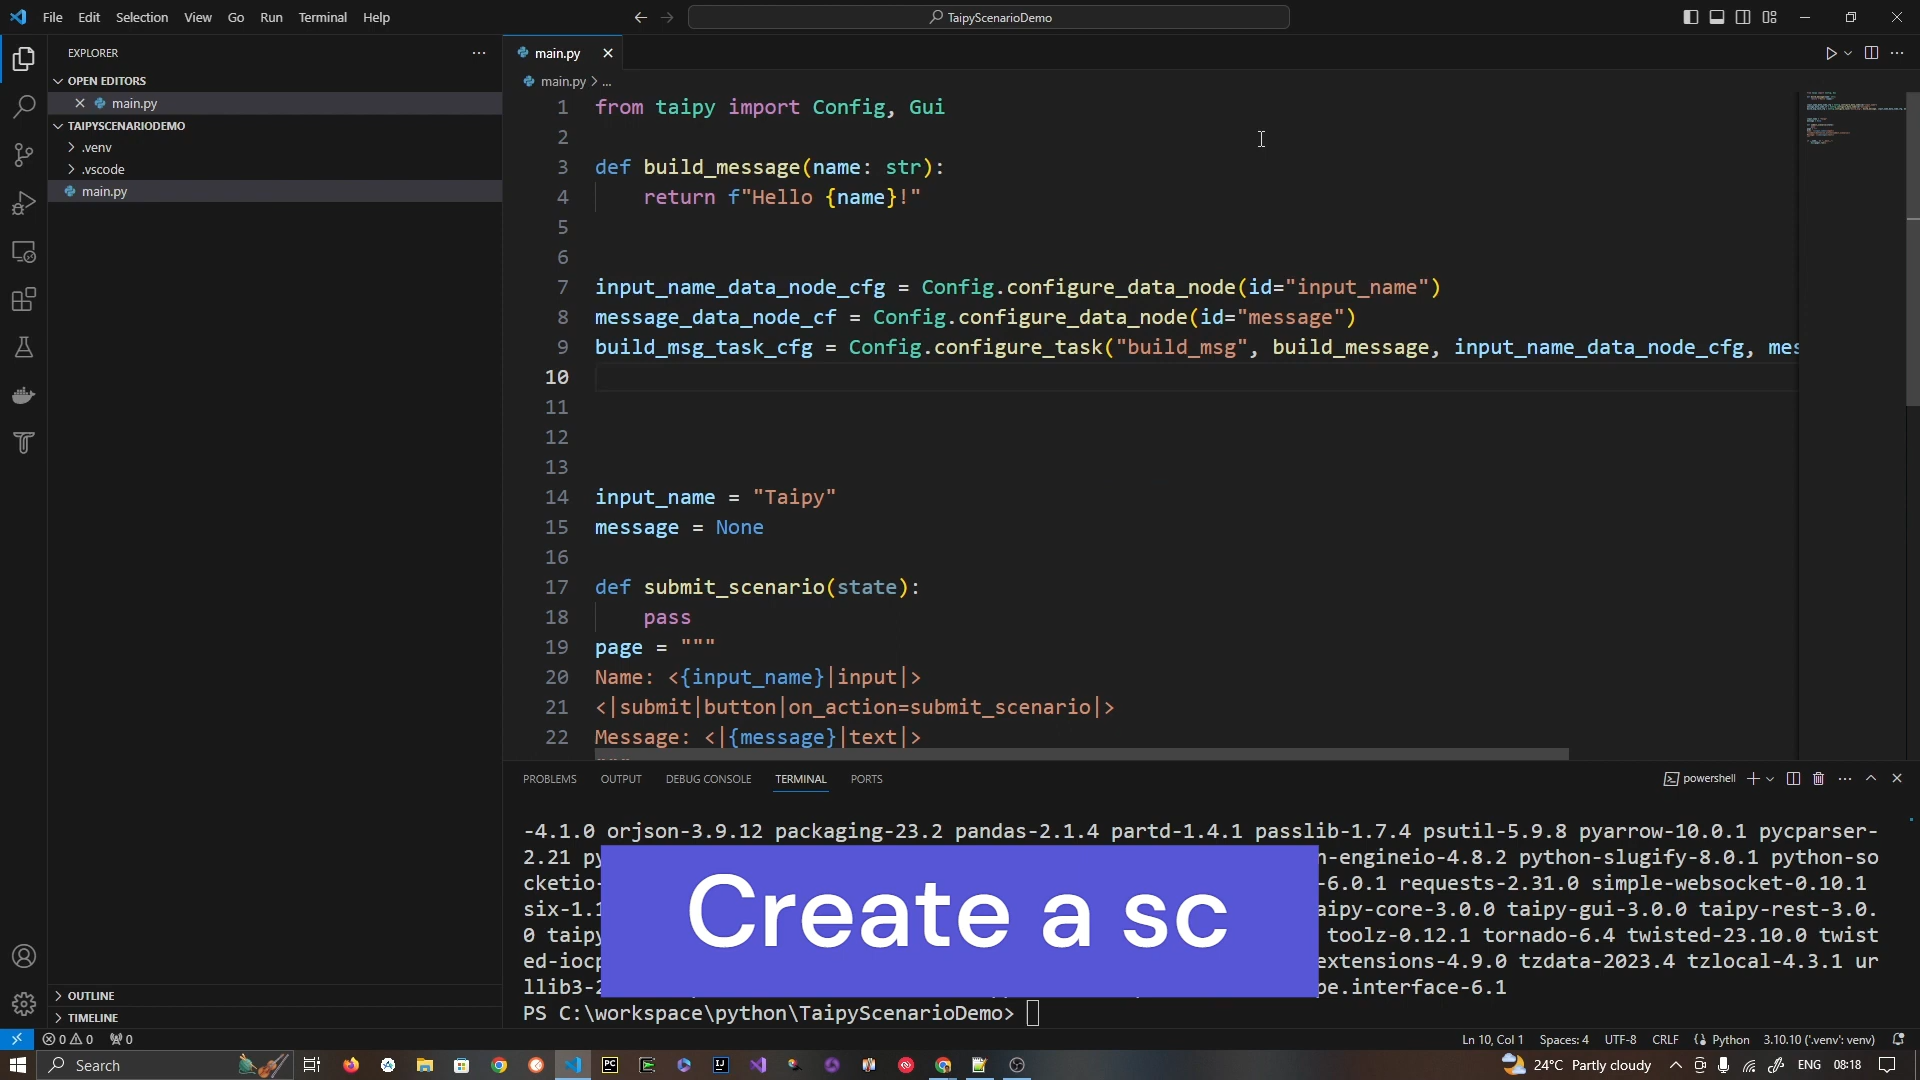 File Edit Selection View Go Run Terminal Help
TaipyScenarioDemo
EXPLORER
OPEN EDITORS
main.py
TAIPYSCENARIODEMO
.venv
.vscode
main.py
OUTLINE
TIMELINE
main.py
main.py > ...
1 from taipy import Config, Gui
2
3 def build_message(name: str):
4     return f"Hello {name}!"
5
6
7 input_name_data_node_cfg = Config.configure_data_node(id="input_name")
8 message_data_node_cf = Config.configure_data_node(id="message")
9 build_msg_task_cfg = Config.configure_task("build_msg", build_message, input_name_data_node_cfg, mes
10
11
12
13
14 input_name = "Taipy"
15 message = None
16
17 def submit_scenario(state):
18     pass
19 page = """
20 Name: <{input_name}|input|>
21 <|submit|button|on_action=submit_scenario|>
22 Message: <|{message}|text|>
PROBLEMS OUTPUT DEBUG CONSOLE TERMINAL PORTS
powershell
-4.1.0 orjson-3.9.12 packaging-23.2 pandas-2.1.4 partd-1.4.1 passlib-1.7.4 psutil-5.9.8 pyarrow-10.0.1 pycparser-
2.21 py n-engineio-4.8.2 python-slugify-8.0.1 python-so
cketio- -6.0.1 requests-2.31.0 simple-websocket-0.10.1
six-1.1 aipy-core-3.0.0 taipy-gui-3.0.0 taipy-rest-3.0.
0 taipy toolz-0.12.1 tornado-6.4 twisted-23.10.0 twist
ed-iocp extensions-4.9.0 tzdata-2023.4 tzlocal-4.3.1 ur
llib3-2 pe.interface-6.1
PS C:\workspace\python\TaipyScenarioDemo>
Create a sc
0 0 0
Ln 10, Col 1 Spaces: 4 UTF-8 CRLF Python 3.10.10 ('.venv': venv)
Search
24°C Partly cloudy ENG 08:18